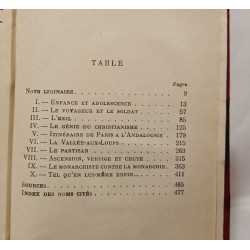 TABLE
Pages
NOTE LIMINAIRE 9
I. — ENFANCE ET ADOLESCENCE 13
II. — LE VOYAGEUR ET LE SOLDAT 57
III. — L'EXIL 85
IV. — LE GÉNIE DU CHRISTIANISME 125
V. — ITINÉRAIRE DE PARIS A L'ANDALOUSIE 179
VI. — LA VALLÉE-AUX-LOUPS 215
VII. — LE PARTISAN 263
VIII. — ASCENSION, VERTIGE ET CHUTE 315
IX. — LE MONARCHISTE CONTRE LA MONARCHIE 363
X. — TEL QU'EN LUI-MÊME ENFIN... 411
SOURCES 465
INDEX DES NOMS CITÉS 477